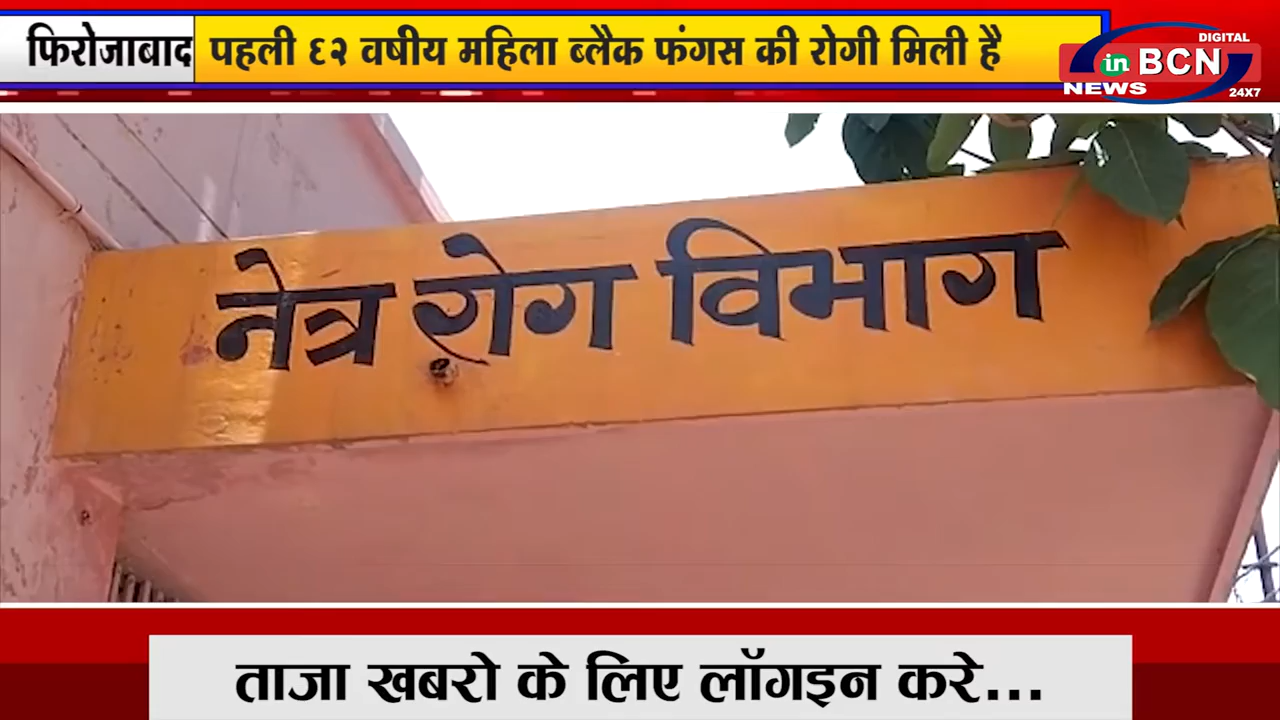 फिरोजाबाद
पहली ६२ वर्षीय महिला ब्लैक फंगस की रोगी मिली है
DIGITAL
in BCN
NEWS
24X7
नेत्र रोग विभाग
ताजा खबरो के लिए लॉगइन करे...